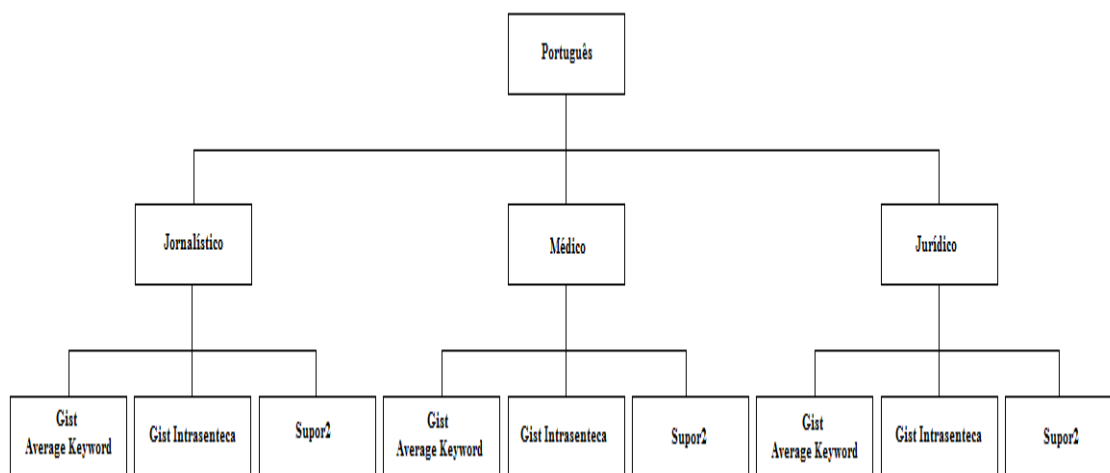 Português
Jornalístico
Médico
Jurídico
Gist
Average Keyword
Gist Intrasenteca
Supor2
Gist
Average Keyword
Gist Intrasenteca
Supor2
Gist
Average Keyword
Gist Intrasenteca
Supor2